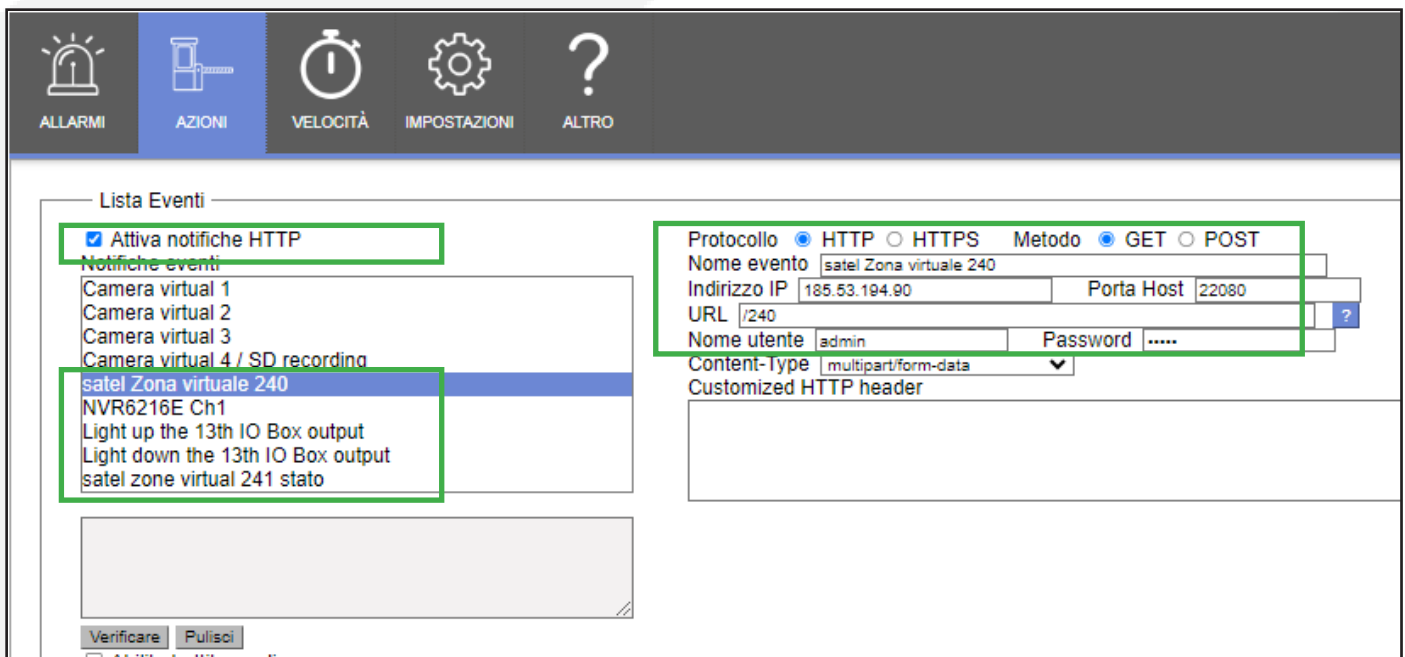 ALLARMI
AZIONI
VELOCITÀ
IMPOSTAZIONI
ALTRO
Lista Eventi
Attiva notifiche HTTP
Notifiche eventi
Camera virtual 1
Camera virtual 2
Camera virtual 3
Camera virtual 4 / SD recording
satel Zona virtuale 240
NVR6216E Ch1
Light up the 13th IO Box output
Light down the 13th IO Box output
satel zone virtual 241 stato
Verificare Pulisci
Protocollo HTTP HTTPS Metodo GET POST
Nome evento satel Zona virtuale 240
Indirizzo IP 185.53.194.90 Porta Host 22080
URL /240 ?
Nome utente admin Password •••••
Content-Type multipart/form-data
Customized HTTP header